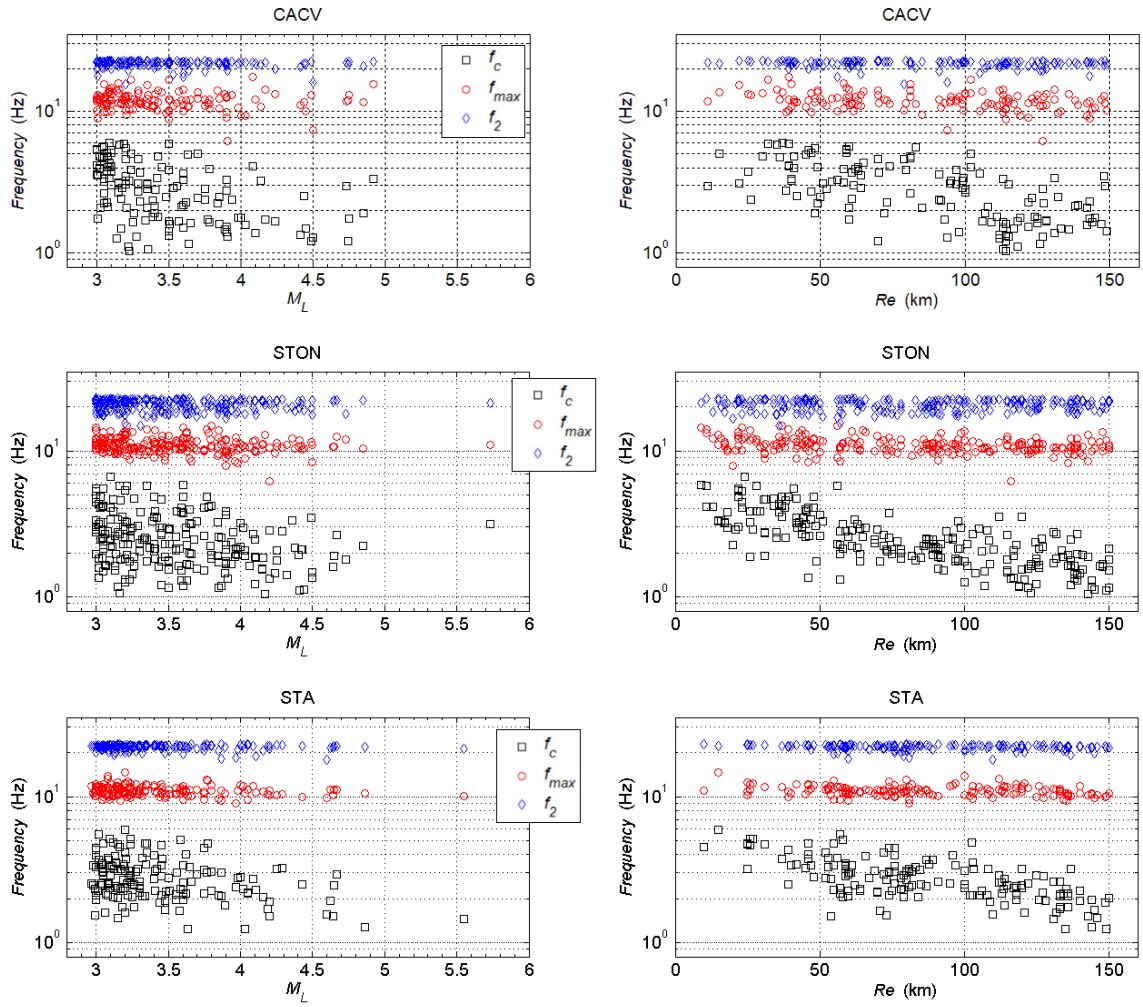 CACV
CACV
Frequency (Hz)
10^1
10^0
f_c
f_max
f_2
3 3.5 4 4.5 5 5.5 6
M_L
Frequency (Hz)
10^1
10^0
0 50 100 150
Re (km)
STON
STON
Frequency (Hz)
10^1
10^0
f_c
f_max
f_2
3 3.5 4 4.5 5 5.5 6
M_L
Frequency (Hz)
10^1
10^0
0 50 100 150
Re (km)
STA
STA
Frequency (Hz)
10^1
10^0
f_c
f_max
f_2
3 3.5 4 4.5 5 5.5 6
M_L
Frequency (Hz)
10^1
10^0
0 50 100 150
Re (km)